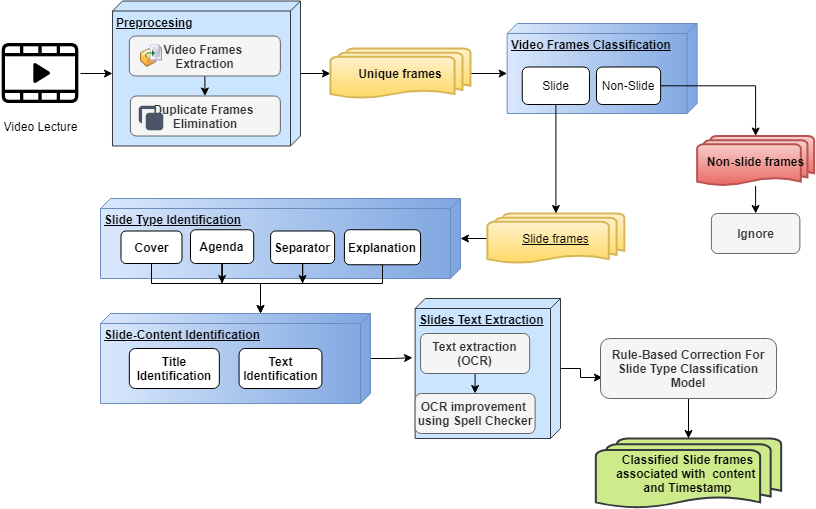 Preprocesing
Video Frames
Extraction
Duplicate Frames
Elimination
Video Lecture
Unique frames
Video Frames Classification
Slide
Non-Slide
Non-slide frames
Ignore
Slide frames
Slide Type Identification
Cover
Agenda
Separator
Explanation
Slide-Content Identification
Title
Identification
Text
Identification
Slides Text Extraction
Text extraction
(OCR)
OCR improvement
using Spell Checker
Rule-Based Correction For
Slide Type Classification
Model
Classified Slide frames
associated with content
and Timestamp